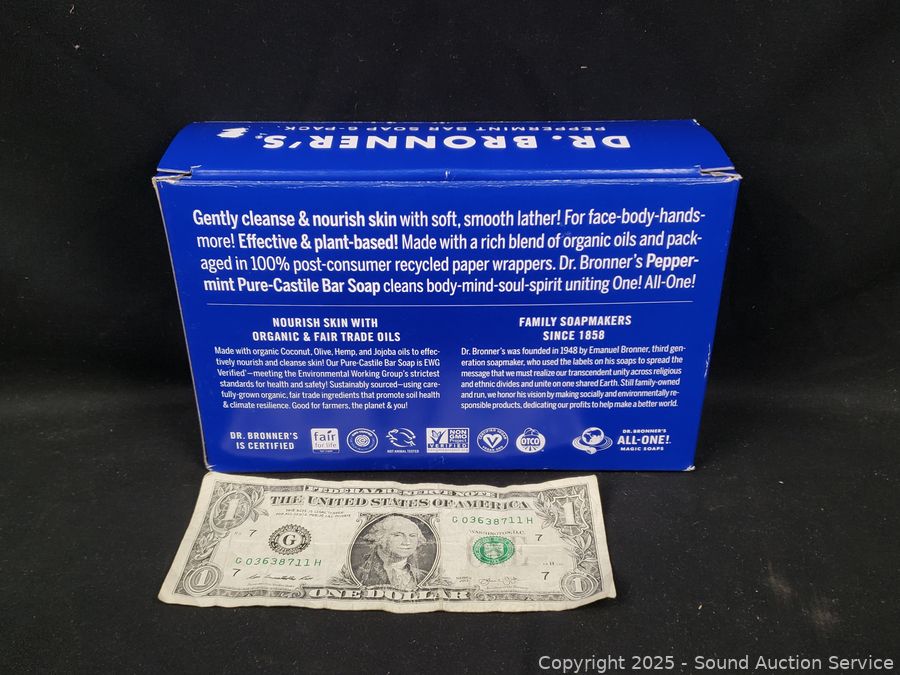 DR. BRONNER'S.
PEPPERMINT BAR SOAP 6-PACK
Gently cleanse & nourish skin with soft, smooth lather! For face-body-hands-
more! Effective & plant-based! Made with a rich blend of organic oils and pack-
aged in 100% post-consumer recycled paper wrappers. Dr. Bronner's Pepper-
mint Pure-Castile Bar Soap cleans body-mind-soul-spirit uniting One! All-One!
NOURISH SKIN WITH
ORGANIC & FAIR TRADE OILS
Made with organic Coconut, Olive, Hemp, and Jojoba oils to effec-
tively nourish and cleanse skin! Our Pure-Castile Bar Soap is EWG
Verified™—meeting the Environmental Working Group's strictest
standards for health and safety! Sustainably sourced—using care-
fully-grown organic, fair trade ingredients that promote soil health
& climate resilience. Good for farmers, the planet & you!
FAMILY SOAPMAKERS
SINCE 1858
Dr. Bronner's was founded in 1948 by Emanuel Bronner, third gen-
eration soapmaker, who used the labels on his soaps to spread the
message that we must realize our transcendent unity across religious
and ethnic divides and unite on one shared Earth. Still family-owned
and run, we honor his vision by making socially and environmentally re-
sponsible products, dedicating our profits to help make a better world.
DR. BRONNER'S
IS CERTIFIED
fair
for life
NOT ANIMAL TESTED
NON
GMO
Project
VERIFIED
OTCO
DR. BRONNER'S
ALL-ONE!
MAGIC SOAPS
FEDERAL RESERVE NOTE
THE UNITED STATES OF AMERICA
1
1
G 03638711 H
WASHINGTON, D.C.
7
7
G
G 03638711 H
7
7
1
1
ONE DOLLAR
Copyright © 2025 - Sound Auction Service